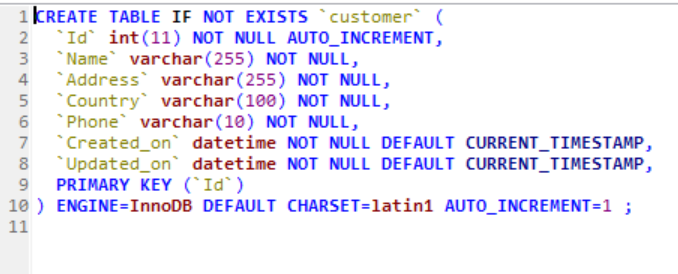 1 CREATE TABLE IF NOT EXISTS `customer` (
2   `Id` int(11) NOT NULL AUTO_INCREMENT,
3   `Name` varchar(255) NOT NULL,
4   `Address` varchar(255) NOT NULL,
5   `Country` varchar(100) NOT NULL,
6   `Phone` varchar(10) NOT NULL,
7   `Created_on` datetime NOT NULL DEFAULT CURRENT_TIMESTAMP,
8   `Updated_on` datetime NOT NULL DEFAULT CURRENT_TIMESTAMP,
9   PRIMARY KEY (`Id`)
10 ) ENGINE=InnoDB DEFAULT CHARSET=latin1 AUTO_INCREMENT=1 ;
11